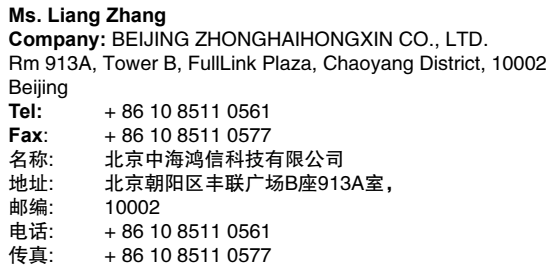 Ms. Liang Zhang
Company: BEIJING ZHONGHAIHONGXIN CO., LTD.
Rm 913A, Tower B, FullLink Plaza, Chaoyang District, 10002
Beijing
Tel: + 86 10 8511 0561
Fax: + 86 10 8511 0577
名称: 北京中海鸿信科技有限公司
地址: 北京朝阳区丰联广场B座913A室，
邮编: 10002
电话: + 86 10 8511 0561
传真: + 86 10 8511 0577